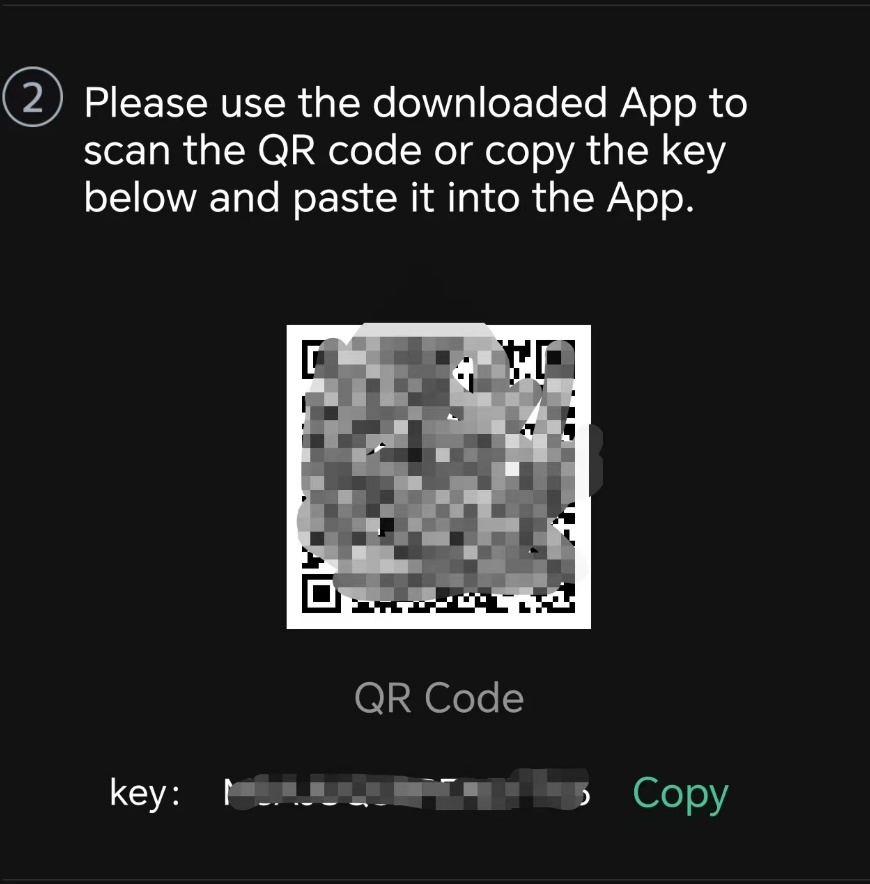 2
Please use the downloaded App to
scan the QR code or copy the key
below and paste it into the App.
QR Code
key: Copy